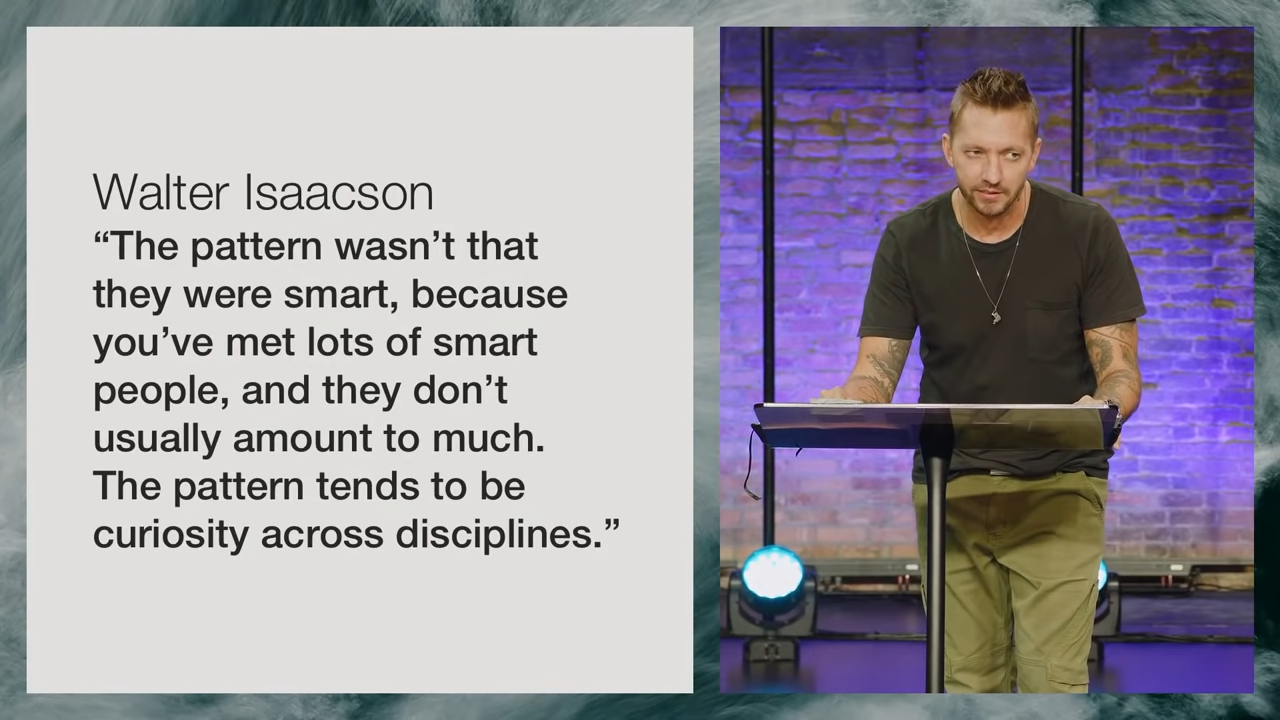 Walter Isaacson
“The pattern wasn’t that
they were smart, because
you’ve met lots of smart
people, and they don’t
usually amount to much.
The pattern tends to be
curiosity across disciplines.”